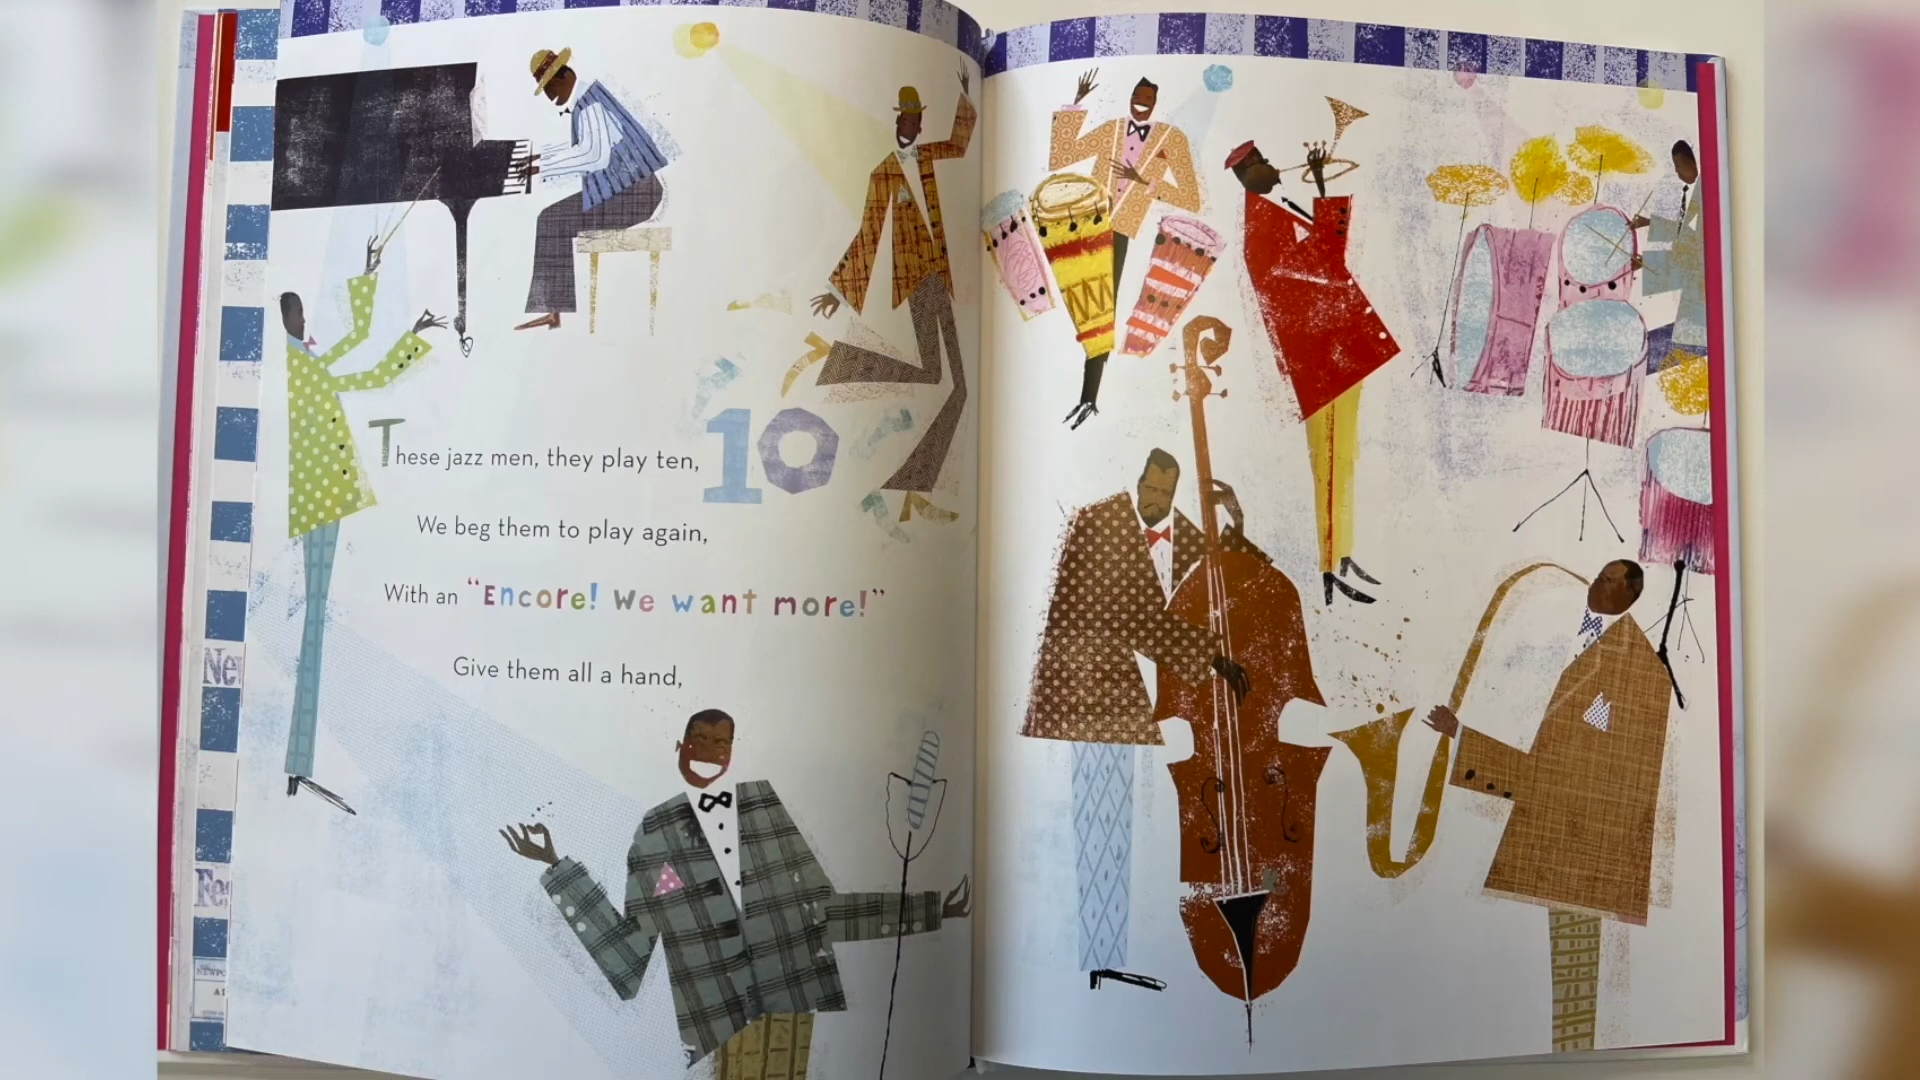 These jazz men, they play ten, 10
We beg them to play again,
With an “Encore! We want more!”
Give them all a hand,